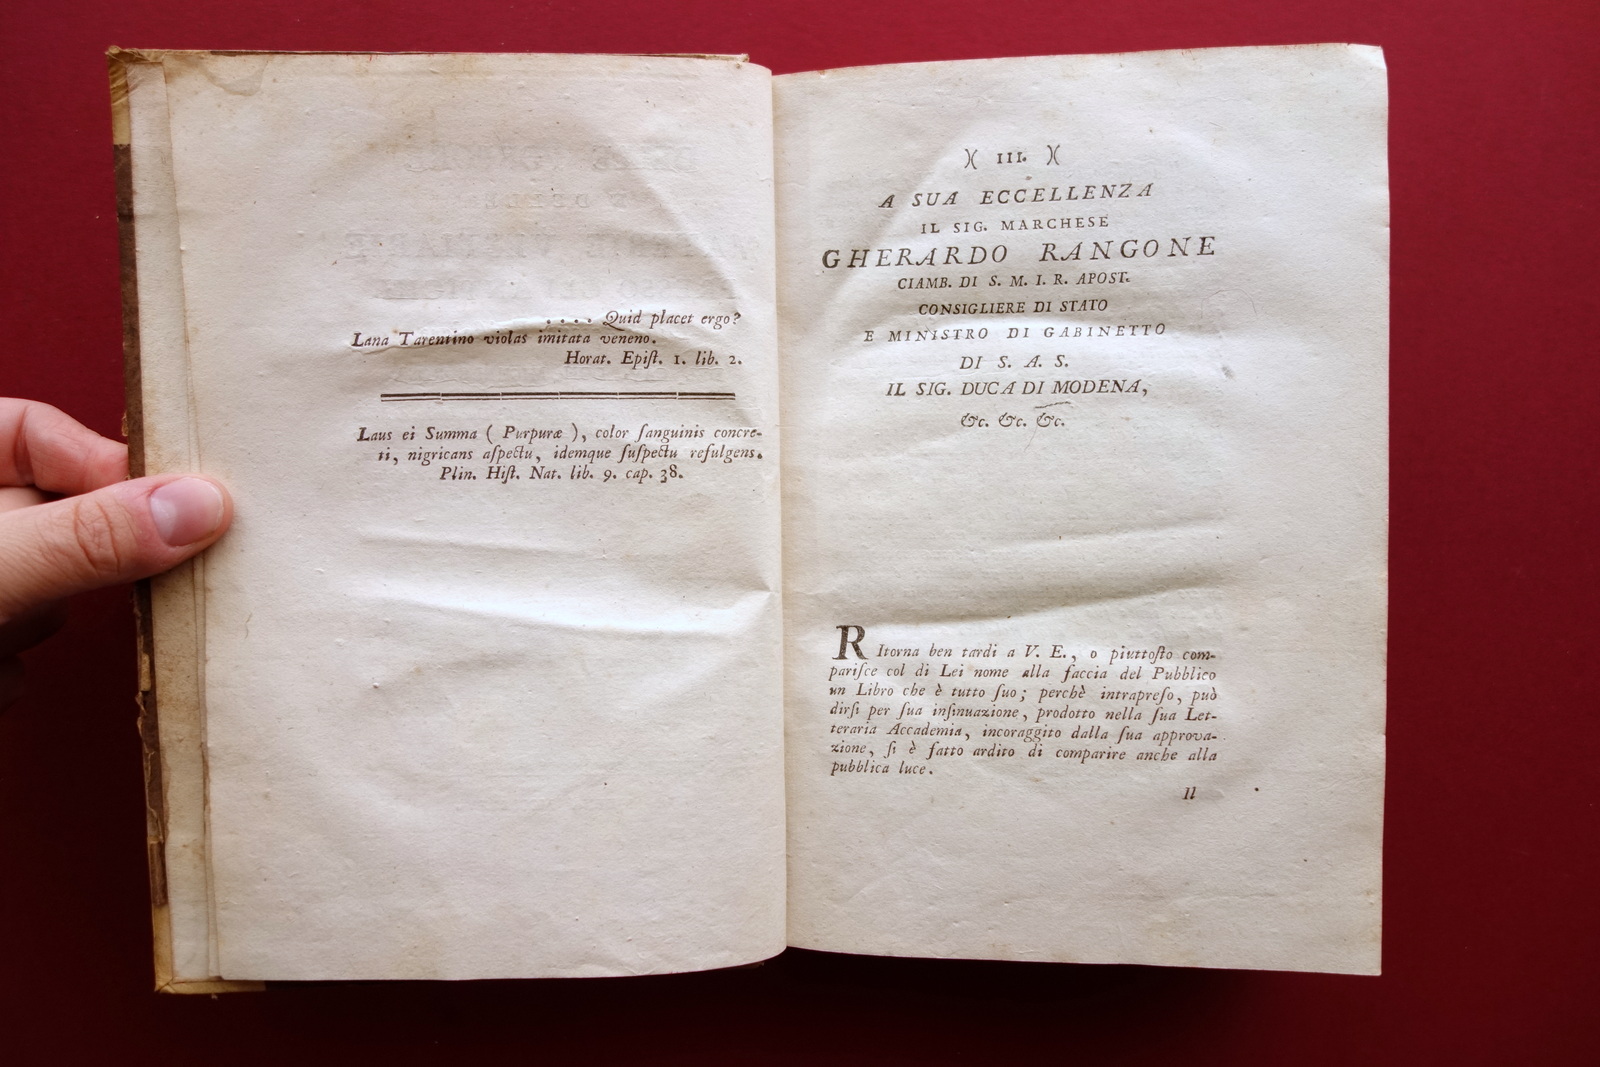 .... Quid placet ergo?
Lana Tarentino violas imitata veneno.
Horat. Epiſt. 1. lib. 2.
Laus ei Summa ( Purpuræ ), color ſanguinis concre-
ti, nigricans aſpectu, idemque ſuſpectu refulgens.
Plin. Hiſt. Nat. lib. 9. cap. 38.
)( III. )(
A SUA ECCELLENZA
IL SIG. MARCHESE
GHERARDO RANGONE
CIAMB. DI S. M. I. R. APOST.
CONSIGLIERE DI STATO
E MINISTRO DI GABINETTO
DI S. A. S.
IL SIG. DUCA DI MODENA,
&c. &c. &c.
RItorna ben tardi a V. E., o piuttoſto com-
pariſce col di Lei nome alla faccia del Pubblico
un Libro che è tutto ſuo; perchè intrapreſo, può
dirſi per ſua inſinuazione, prodotto nella ſua Let-
teraria Accademia, incoraggito dalla ſua approva-
zione, ſi è fatto ardito di comparire anche alla
pubblica luce.
Il